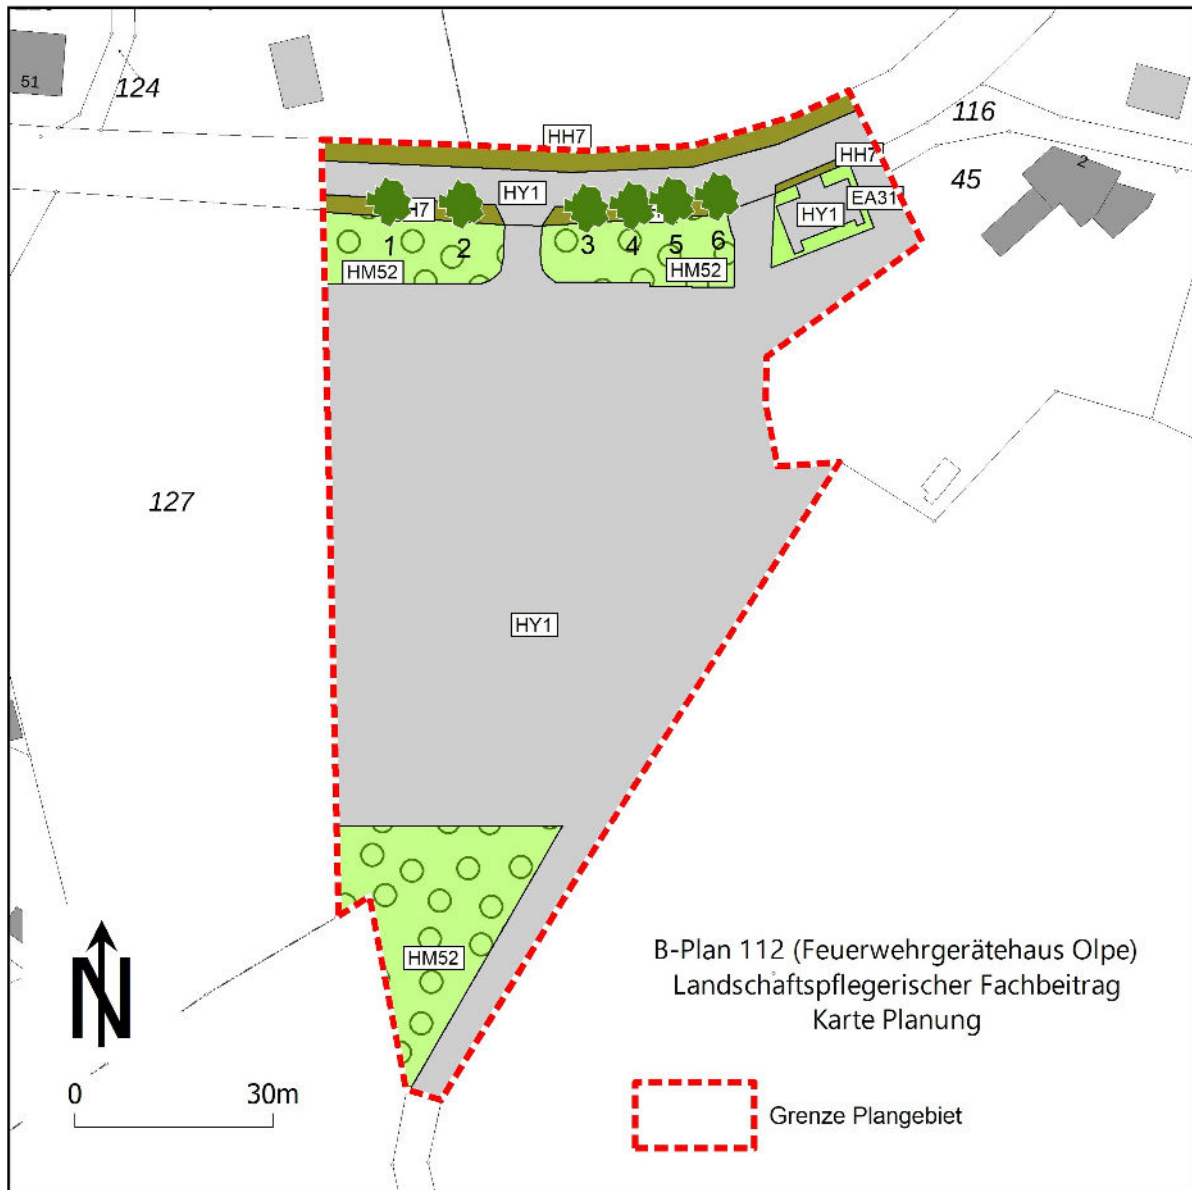 51
124
HH7
116
HH7
2
45
EA31
HY1
HY1
1
2
3
4
5
6
HM52
HM52
127
HY1
HM52
N
B-Plan 112 (Feuerwehrgerätehaus Olpe)
Landschaftspflegerischer Fachbeitrag
Karte Planung
0 30m
Grenze Plangebiet